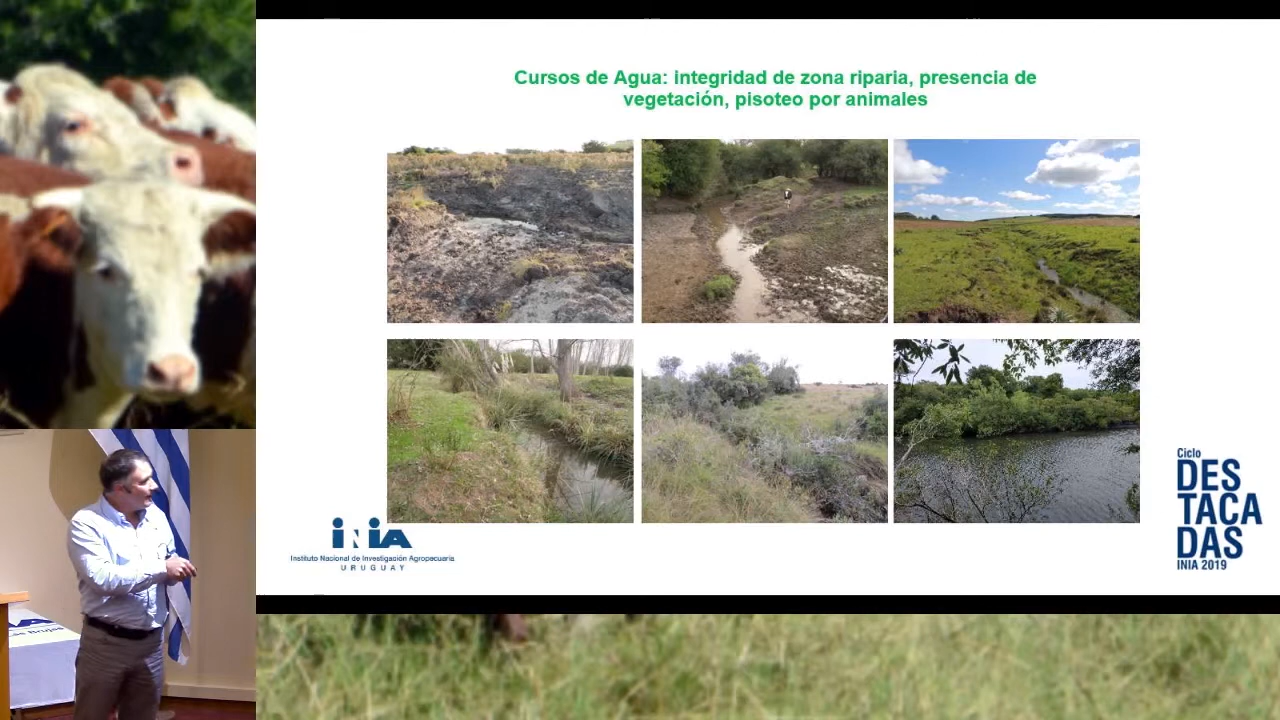 Cursos de Agua: integridad de zona riparia, presencia de
vegetación, pisoteo por animales
INIA
Instituto Nacional de Investigación Agropecuaria
URUGUAY
Ciclo
DES
TACA
DAS
INIA 2019